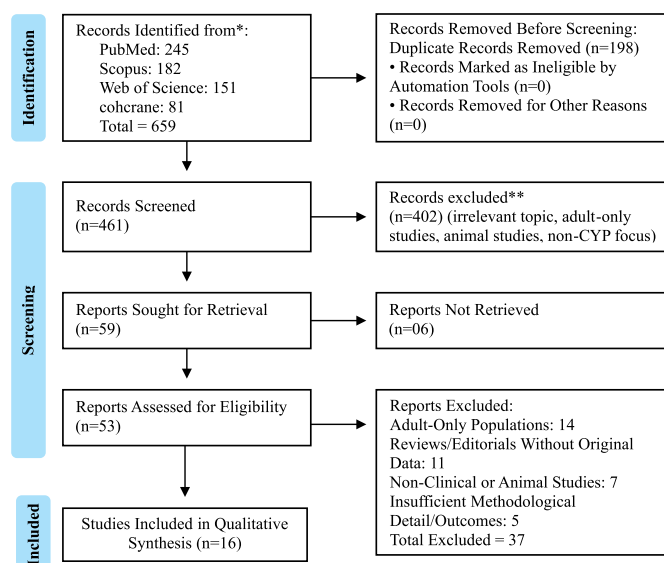 Identification
Records Identified from*:
PubMed: 245
Scopus: 182
Web of Science: 151
cohcrane: 81
Total = 659
Records Removed Before Screening:
Duplicate Records Removed (n=198)
• Records Marked as Ineligible by
Automation Tools (n=0)
• Records Removed for Other Reasons
(n=0)
Screening
Records Screened
(n=461)
Records excluded**
(n=402) (irrelevant topic, adult-only
studies, animal studies, non-CYP focus)
Reports Sought for Retrieval
(n=59)
Reports Not Retrieved
(n=06)
Reports Assessed for Eligibility
(n=53)
Reports Excluded:
Adult-Only Populations: 14
Reviews/Editorials Without Original
Data: 11
Non-Clinical or Animal Studies: 7
Insufficient Methodological
Detail/Outcomes: 5
Total Excluded = 37
Included
Studies Included in Qualitative
Synthesis (n=16)